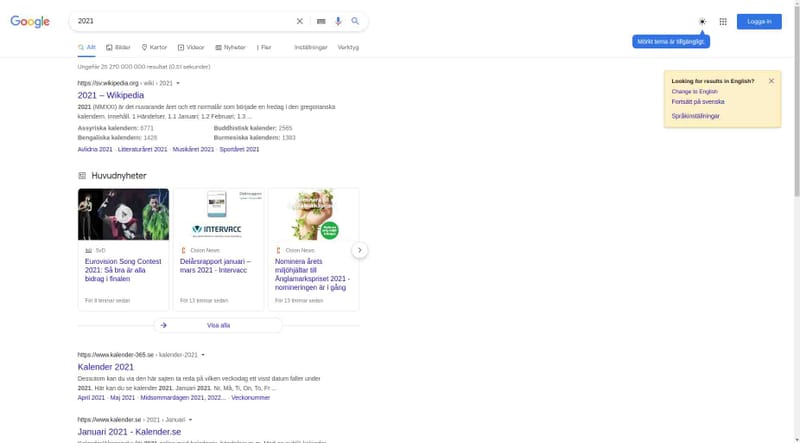 Google
2021
Logga in
Mörkt tema är tillgängligt.
Allt
Bilder
Kartor
Videor
Nyheter
Fler
Inställningar
Verktyg
Ungefär 25 270 000 000 resultat (0,51 sekunder)
https://sv.wikipedia.org › wiki › 2021
2021 – Wikipedia
2021 (MMXXI) är det nuvarande året och ett normalår som började en fredag i den gregorianska
kalendern. Innehåll. 1 Händelser. 1.1 Januari; 1.2 Februari; 1.3 ...
Assyriska kalendern: 6771
Buddhistisk kalender: 2565
Bengaliska kalendern: 1428
Burmesiska kalendern: 1383
Avlidna 2021 · Litteraturåret 2021 · Musikåret 2021 · Sportåret 2021
Looking for results in English?
Change to English
Fortsätt på svenska
Språkinställningar
Huvudnyheter
INTERVACC
SvD
Eurovision Song Contest
2021: Så bra är alla
bidrag i finalen
För 9 timmar sedan
Cision News
Delårsrapport januari –
mars 2021 - Intervacc
För 13 timmar sedan
Cision News
Nominera årets
miljöhjältar till
Änglamarkspriset 2021 -
nomineringen är i gång
För 13 timmar sedan
Visa alla
https://www.kalender-365.se › kalender-2021
Kalender 2021
Dessutom kan du via den här sajten ta reda på vilken veckodag ett visst datum faller under
2021. Här kan du se kalender 2021. Januari 2021. Nr, Må, Ti, On, To, Fr ...
April 2021 · Maj 2021 · Midsommardagen 2021, 2022... · Veckonummer
https://www.kalender.se › 2021 › Januari
Januari 2021 - Kalender.se